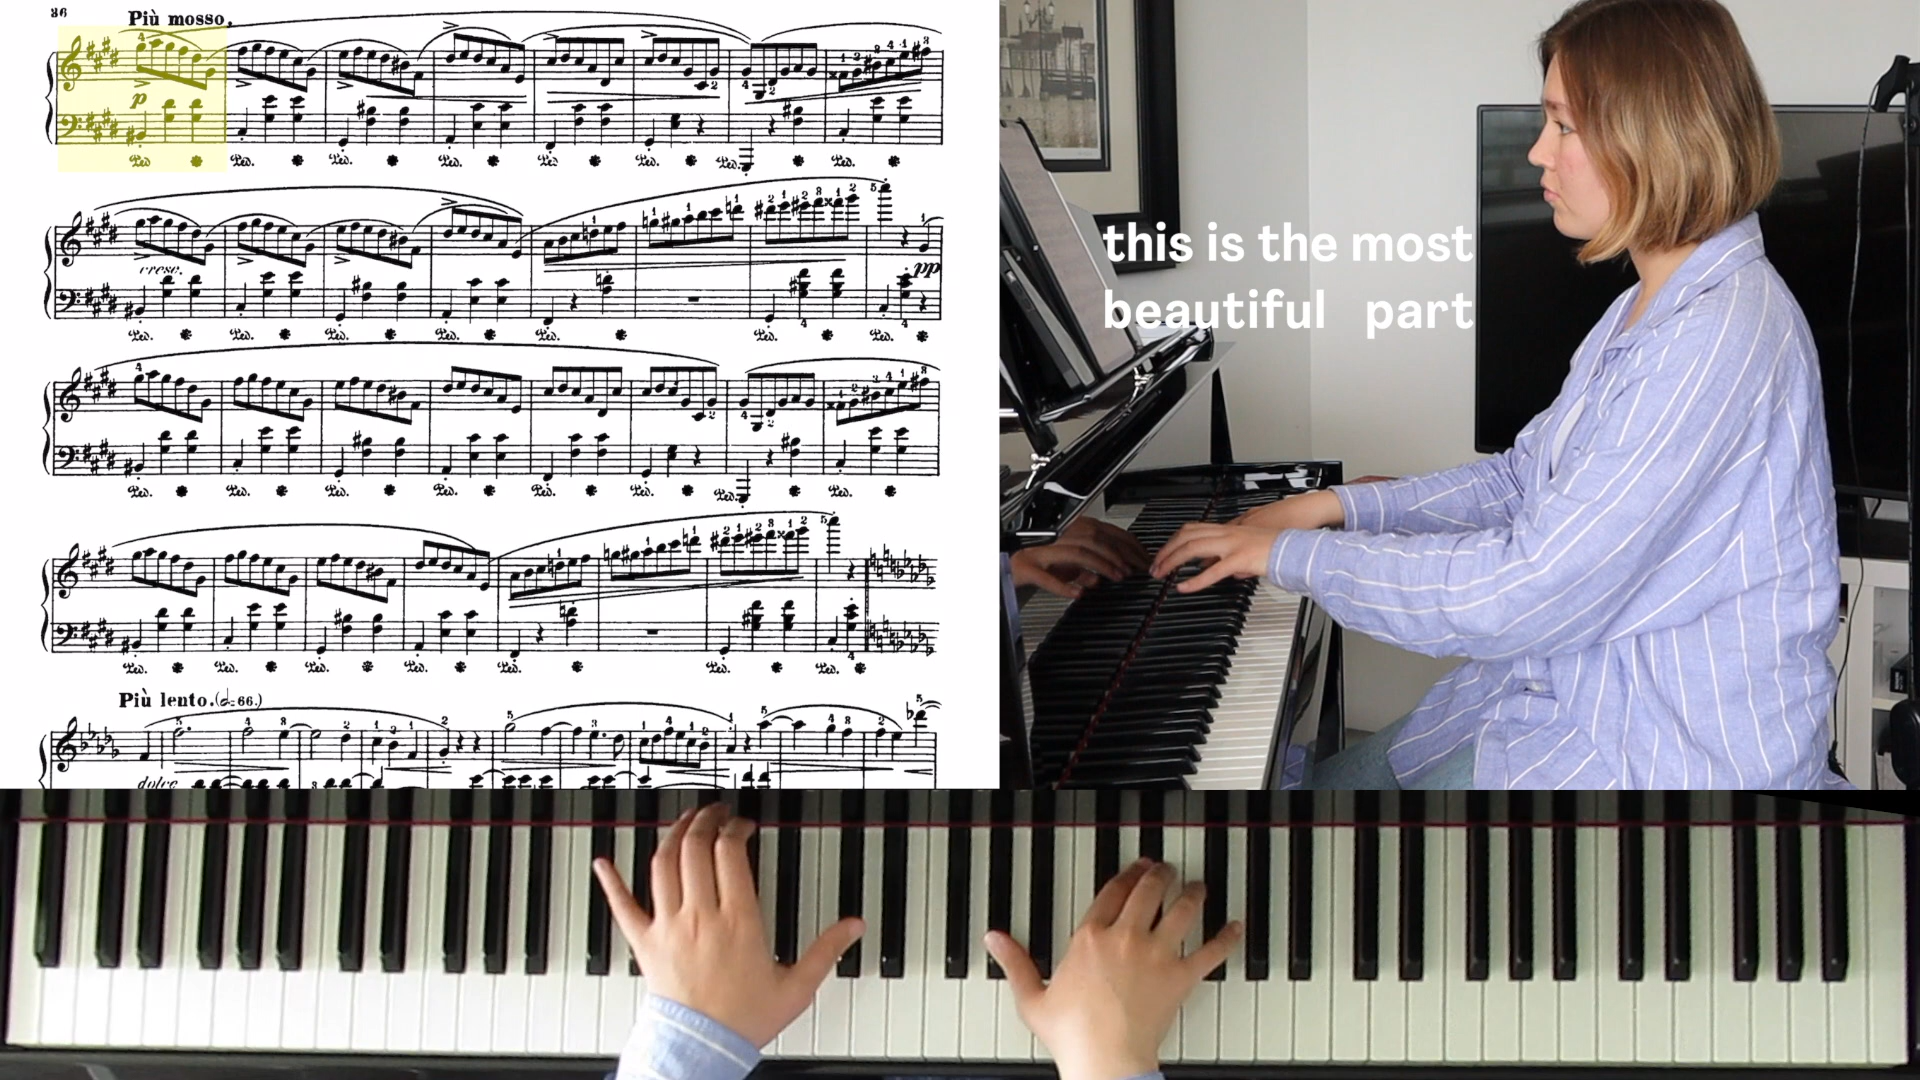 36
Più mosso.
p
cresc.
pp
Più lento. (𝅗𝅥=66.)
dolce
this is the most
beautiful part